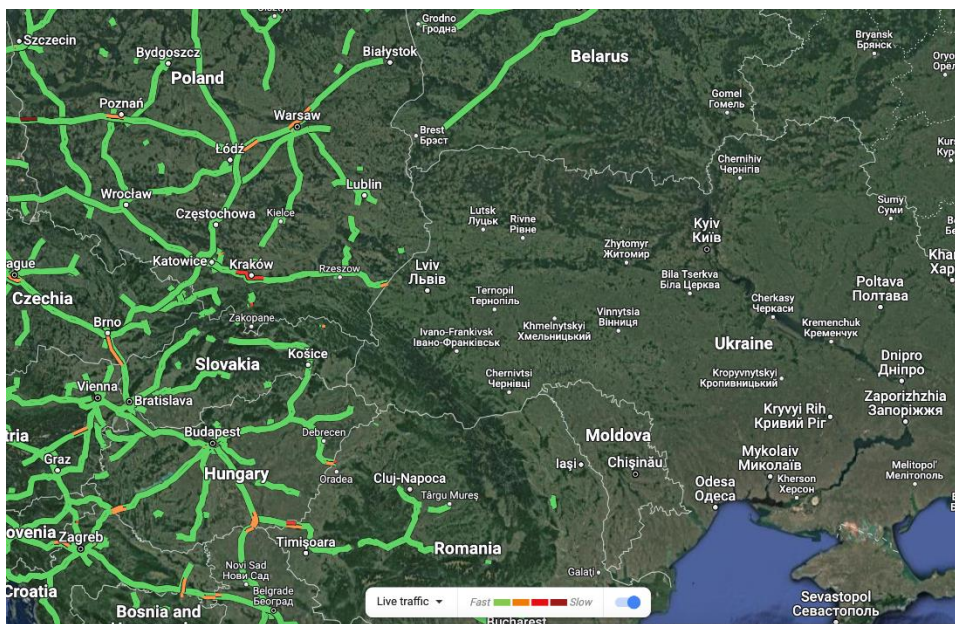 Olsztyn
Grodno
Гродна
Szczecin
Bydgoszcz
Białystok
Poland
Belarus
Bryansk
Брянск
Poznań
Warsaw
Gomel
Гомель
Brest
Брэст
Łódź
Chernihiv
Чернігів
Wrocław
Lublin
Częstochowa
Kielce
Lutsk
Луцьк
Rivne
Рівне
Kyiv
Київ
Sumy
Суми
Zhytomyr
Житомир
Katowice
Kraków
Rzeszow
Lviv
Львів
Bila Tserkva
Біла Церква
ague
Czechia
Ternopil
Тернопіль
Poltava
Полтава
Zakopane
Vinnytsia
Вінниця
Cherkasy
Черкаси
Brno
Ivano-Frankivsk
Івано-Франківськ
Khmelnytskyi
Хмельницький
Kremenchuk
Кременчук
Ukraine
Košice
Slovakia
Dnipro
Дніпро
Chernivtsi
Чернівці
Kropyvnytskyi
Кропивницький
Vienna
Bratislava
Zaporizhzhia
Запоріжжя
Kryvyi Rih
Кривий Ріг
tria
Budapest
Debrecen
Moldova
Graz
Hungary
Oradea
Cluj-Napoca
Iaşi
Chișinău
Mykolaiv
Миколаїв
Melitopol'
Мелітополь
Târgu Mureș
Odesa
Одеса
Kherson
Херсон
ovenia
Zagreb
Timișoara
Romania
Novi Sad
Нови Сад
Galați
Croatia
Belgrade
Београд
Bosnia and
Live traffic
Fast
Slow
Bucharest
Sevastopol
Севастополь